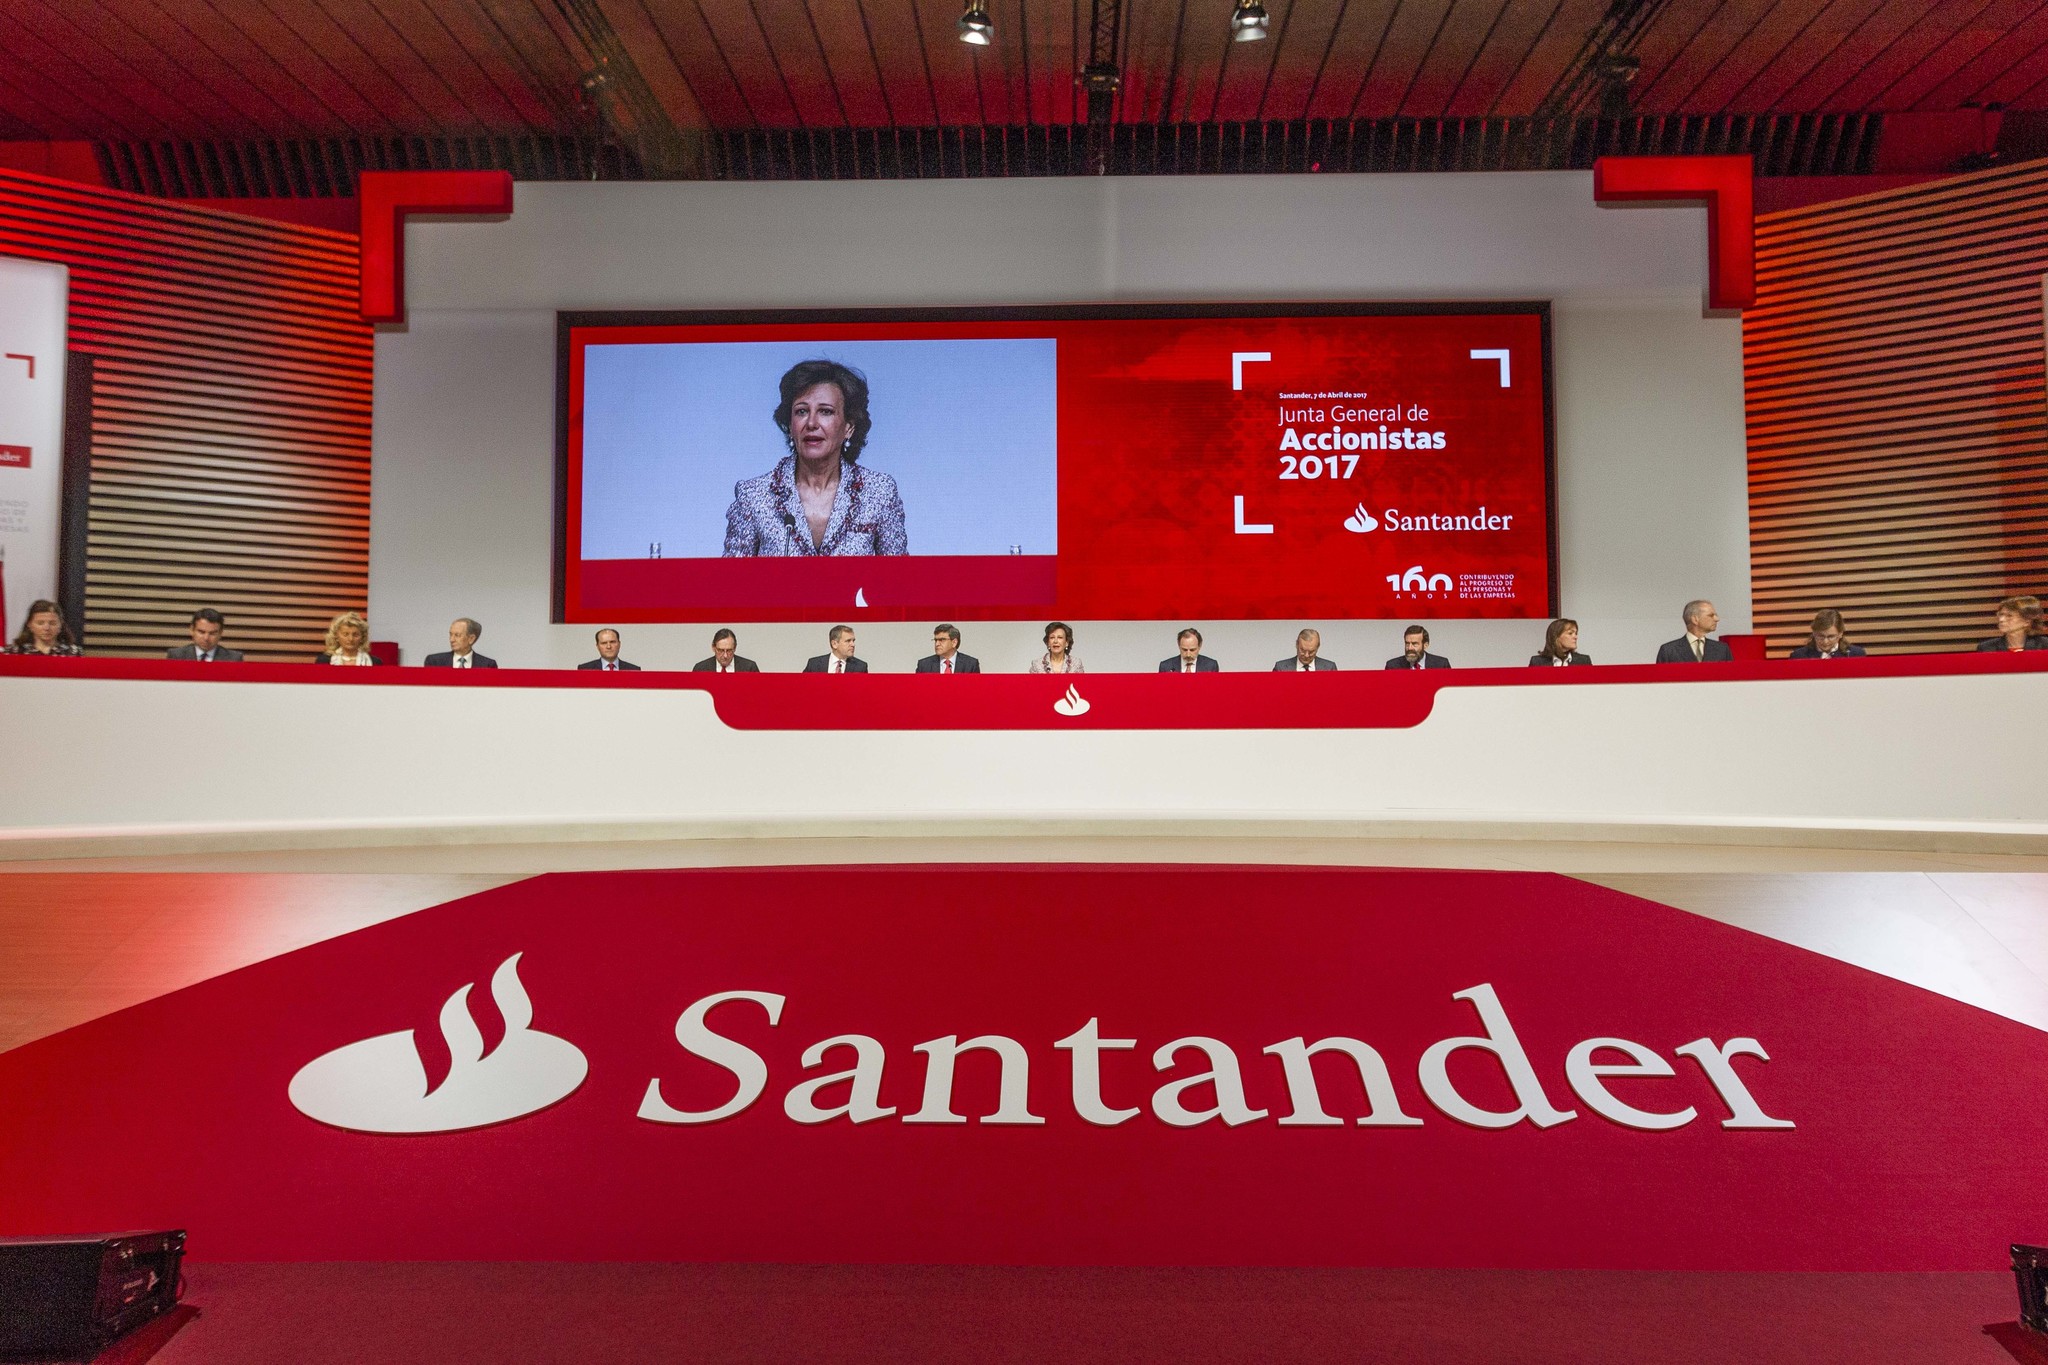 Santander, 7 de Abril de 2017
Junta General de
Accionistas
2017
Santander
160
AÑOS
CONTRIBUYENDO
AL PROGRESO DE
LAS PERSONAS Y
DE LAS EMPRESAS
Santander